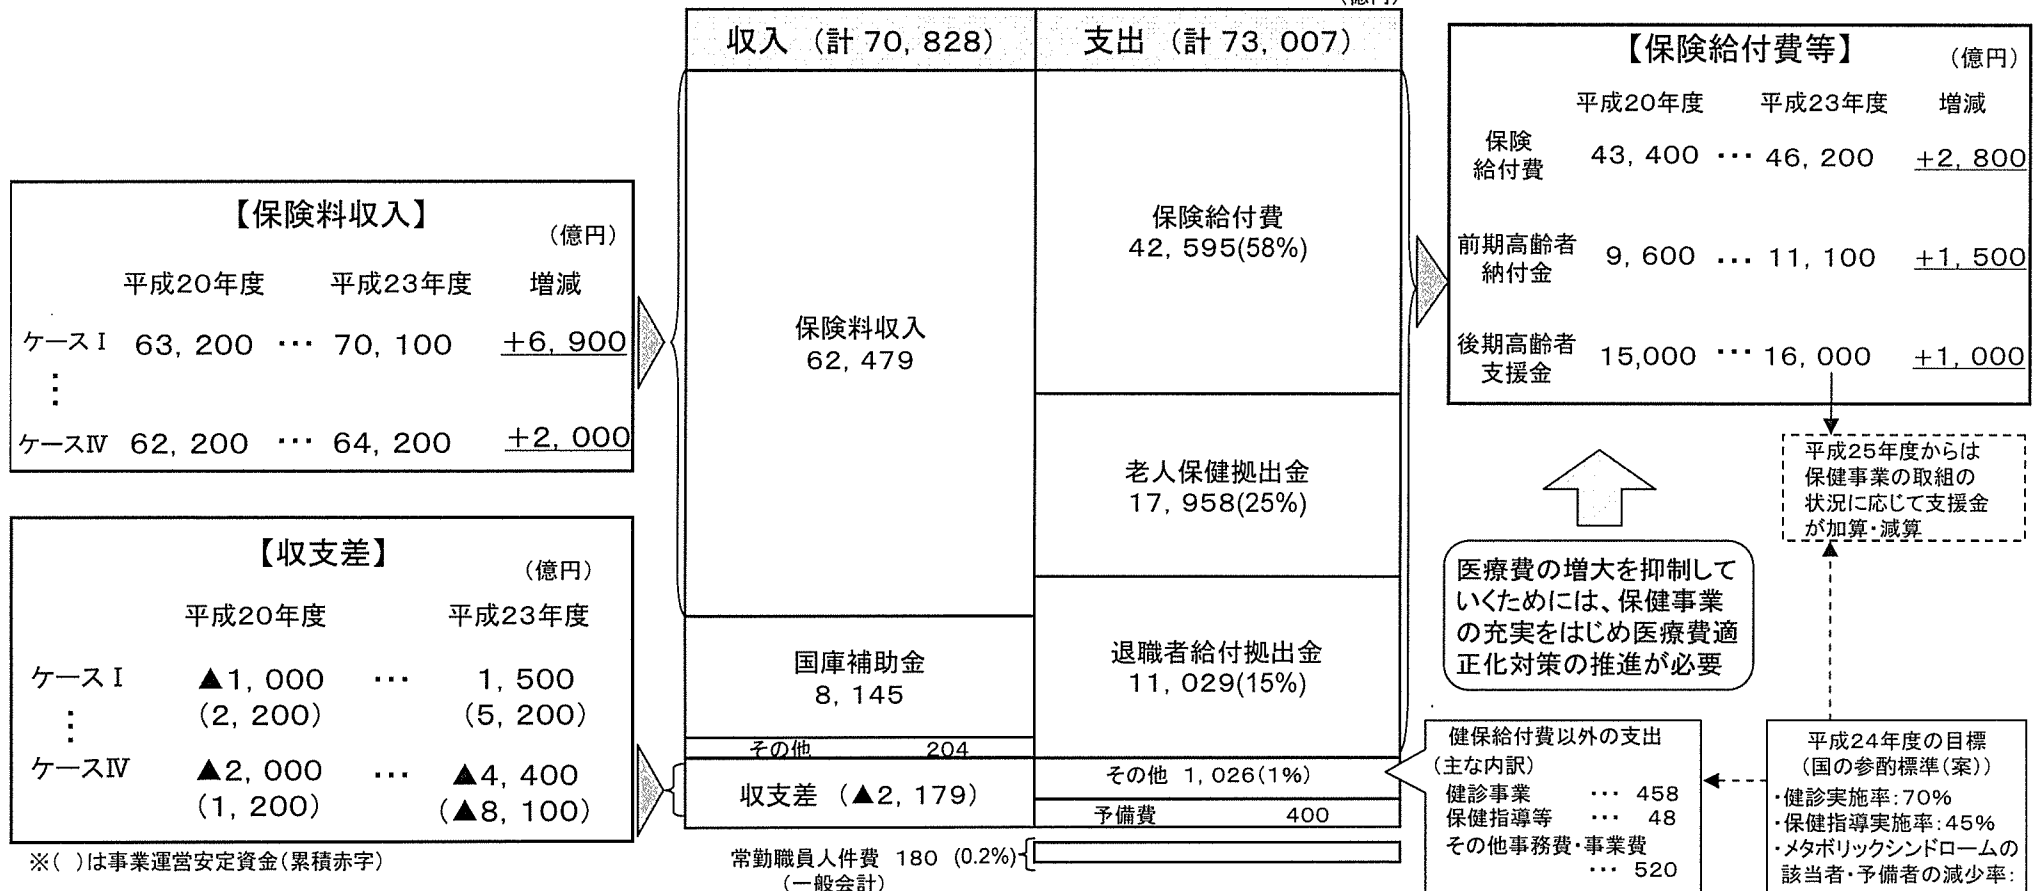 (億円)
収入 (計 70, 828)
支出 (計 73, 007)
保険料収入
62, 479
国庫補助金
8, 145
その他 204
収支差 (▲2, 179)
保険給付費
42, 595(58%)
老人保健拠出金
17, 958(25%)
退職者給付拠出金
11, 029(15%)
その他 1, 026(1%)
予備費 400
常勤職員人件費 180 (0.2%)
(一般会計)
【保険料収入】
(億円)
平成20年度 平成23年度 増減
ケースⅠ 63, 200 … 70, 100 +6, 900
⋮
ケースⅣ 62, 200 … 64, 200 +2, 000
【収支差】
(億円)
平成20年度 平成23年度
ケースⅠ ▲1, 000 … 1, 500
(2, 200) (5, 200)
⋮
ケースⅣ ▲2, 000 … ▲4, 400
(1, 200) (▲8, 100)
※( )は事業運営安定資金(累積赤字)
【保険給付費等】
(億円)
平成20年度 平成23年度 増減
保険
給付費 43, 400 … 46, 200 +2, 800
前期高齢者
納付金 9, 600 … 11, 100 +1, 500
後期高齢者
支援金 15,000 … 16, 000 +1, 000
平成25年度からは
保健事業の取組の
状況に応じて支援金
が加算・減算
医療費の増大を抑制して
いくためには、保健事業
の充実をはじめ医療費適
正化対策の推進が必要
健保給付費以外の支出
(主な内訳)
健診事業 … 458
保健指導等 … 48
その他事務費・事業費
… 520
平成24年度の目標
(国の参酌標準(案))
・健診実施率:70%
・保健指導実施率:45%
・メタボリックシンドロームの
該当者・予備者の減少率: